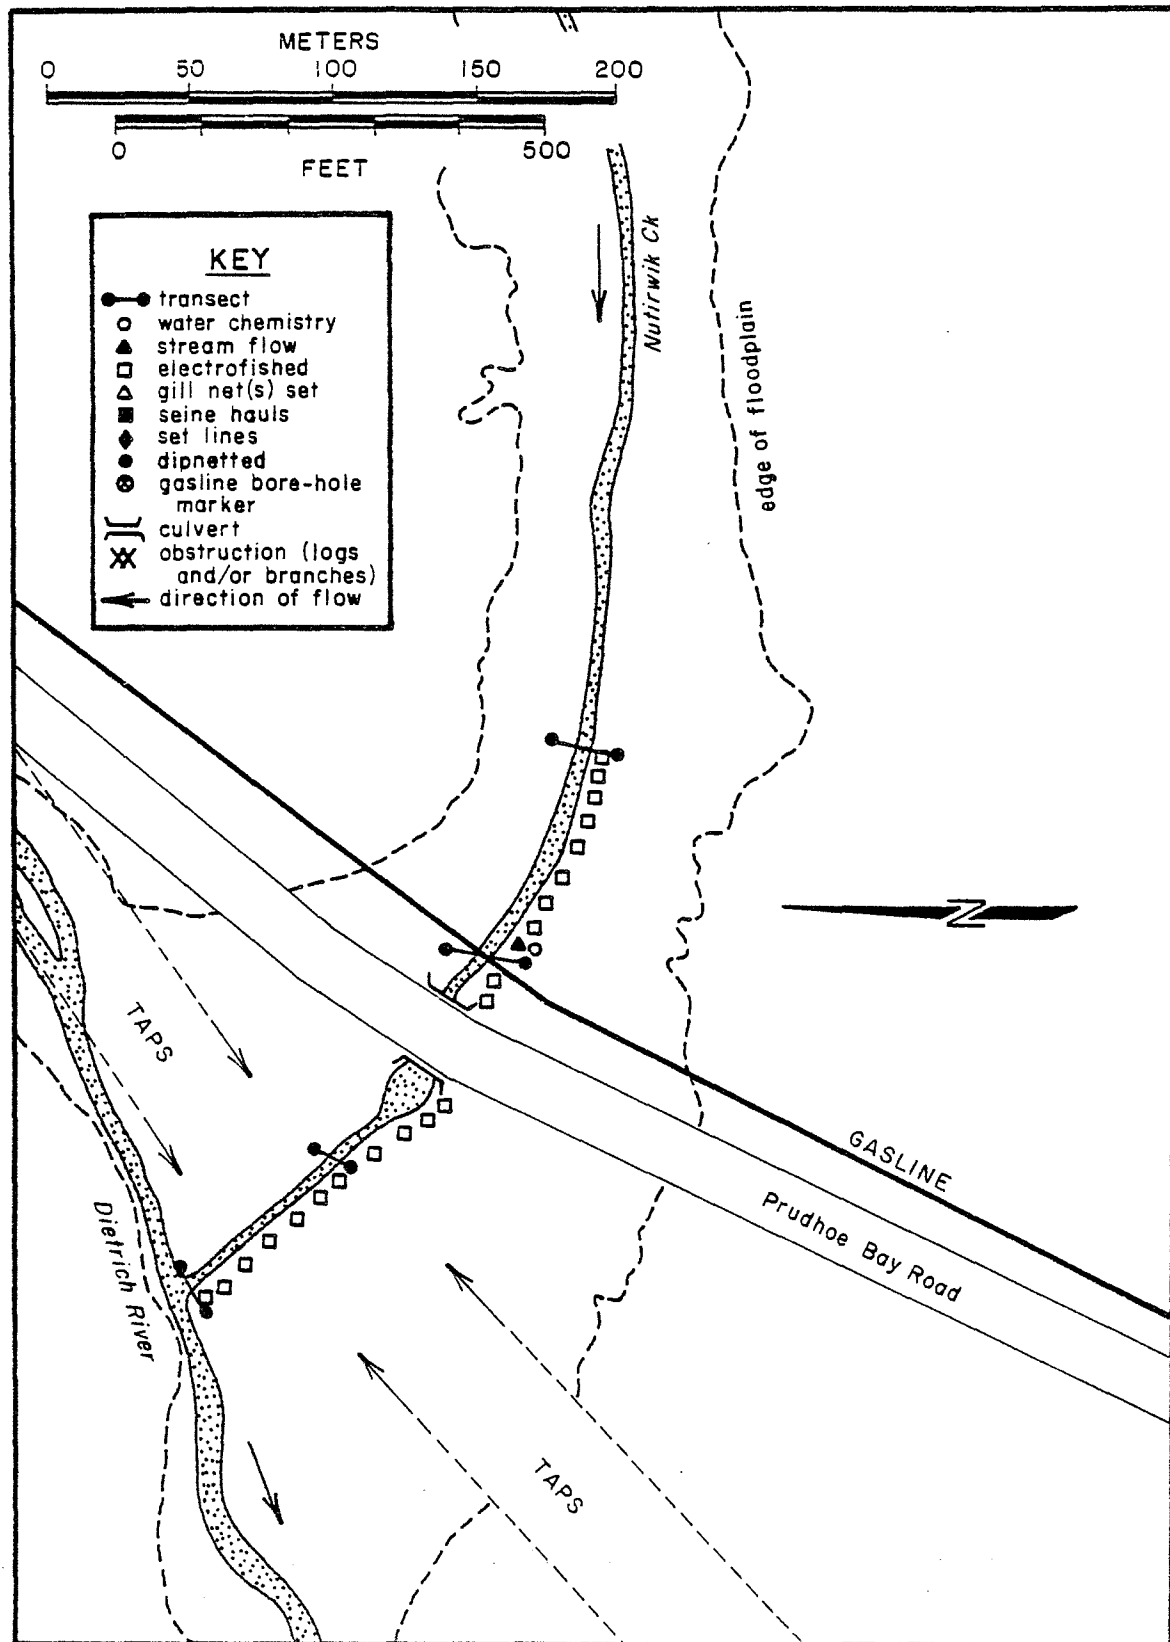 METERS
0 50 100 150 200
0 500
FEET
KEY
transect
water chemistry
stream flow
electrofished
gill net(s) set
seine hauls
set lines
dipnetted
gasline bore-hole
marker
culvert
obstruction (logs
and/or branches)
direction of flow
Nutirwik Ck
edge of floodplain
N
TAPS
GASLINE
Prudhoe Bay Road
Dietrich River
TAPS